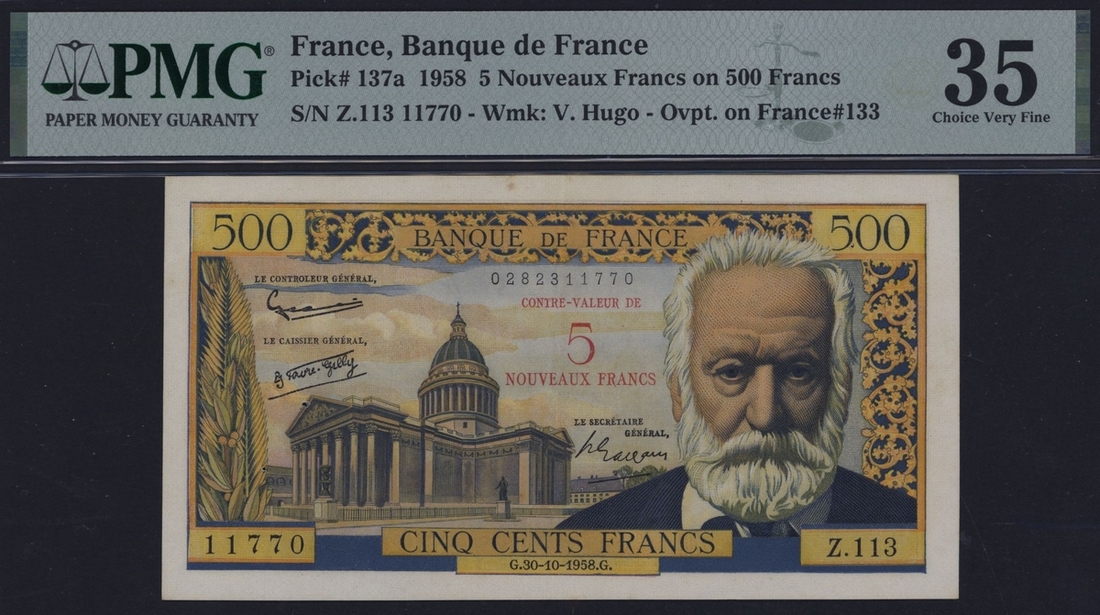 PMG®
PAPER MONEY GUARANTY
France, Banque de France
Pick# 137a 1958 5 Nouveaux Francs on 500 Francs
S/N Z.113 11770 - Wmk: V. Hugo - Ovpt. on France#133
35
Choice Very Fine
500
BANQUE DE FRANCE
500
LE CONTROLEUR GÉNÉRAL,
0282311770
CONTRE-VALEUR DE
5
NOUVEAUX FRANCS
LE CAISSIER GÉNÉRAL,
LE SECRÉTAIRE
GÉNÉRAL,
11770
CINQ CENTS FRANCS
Z.113
G.30-10-1958.G.